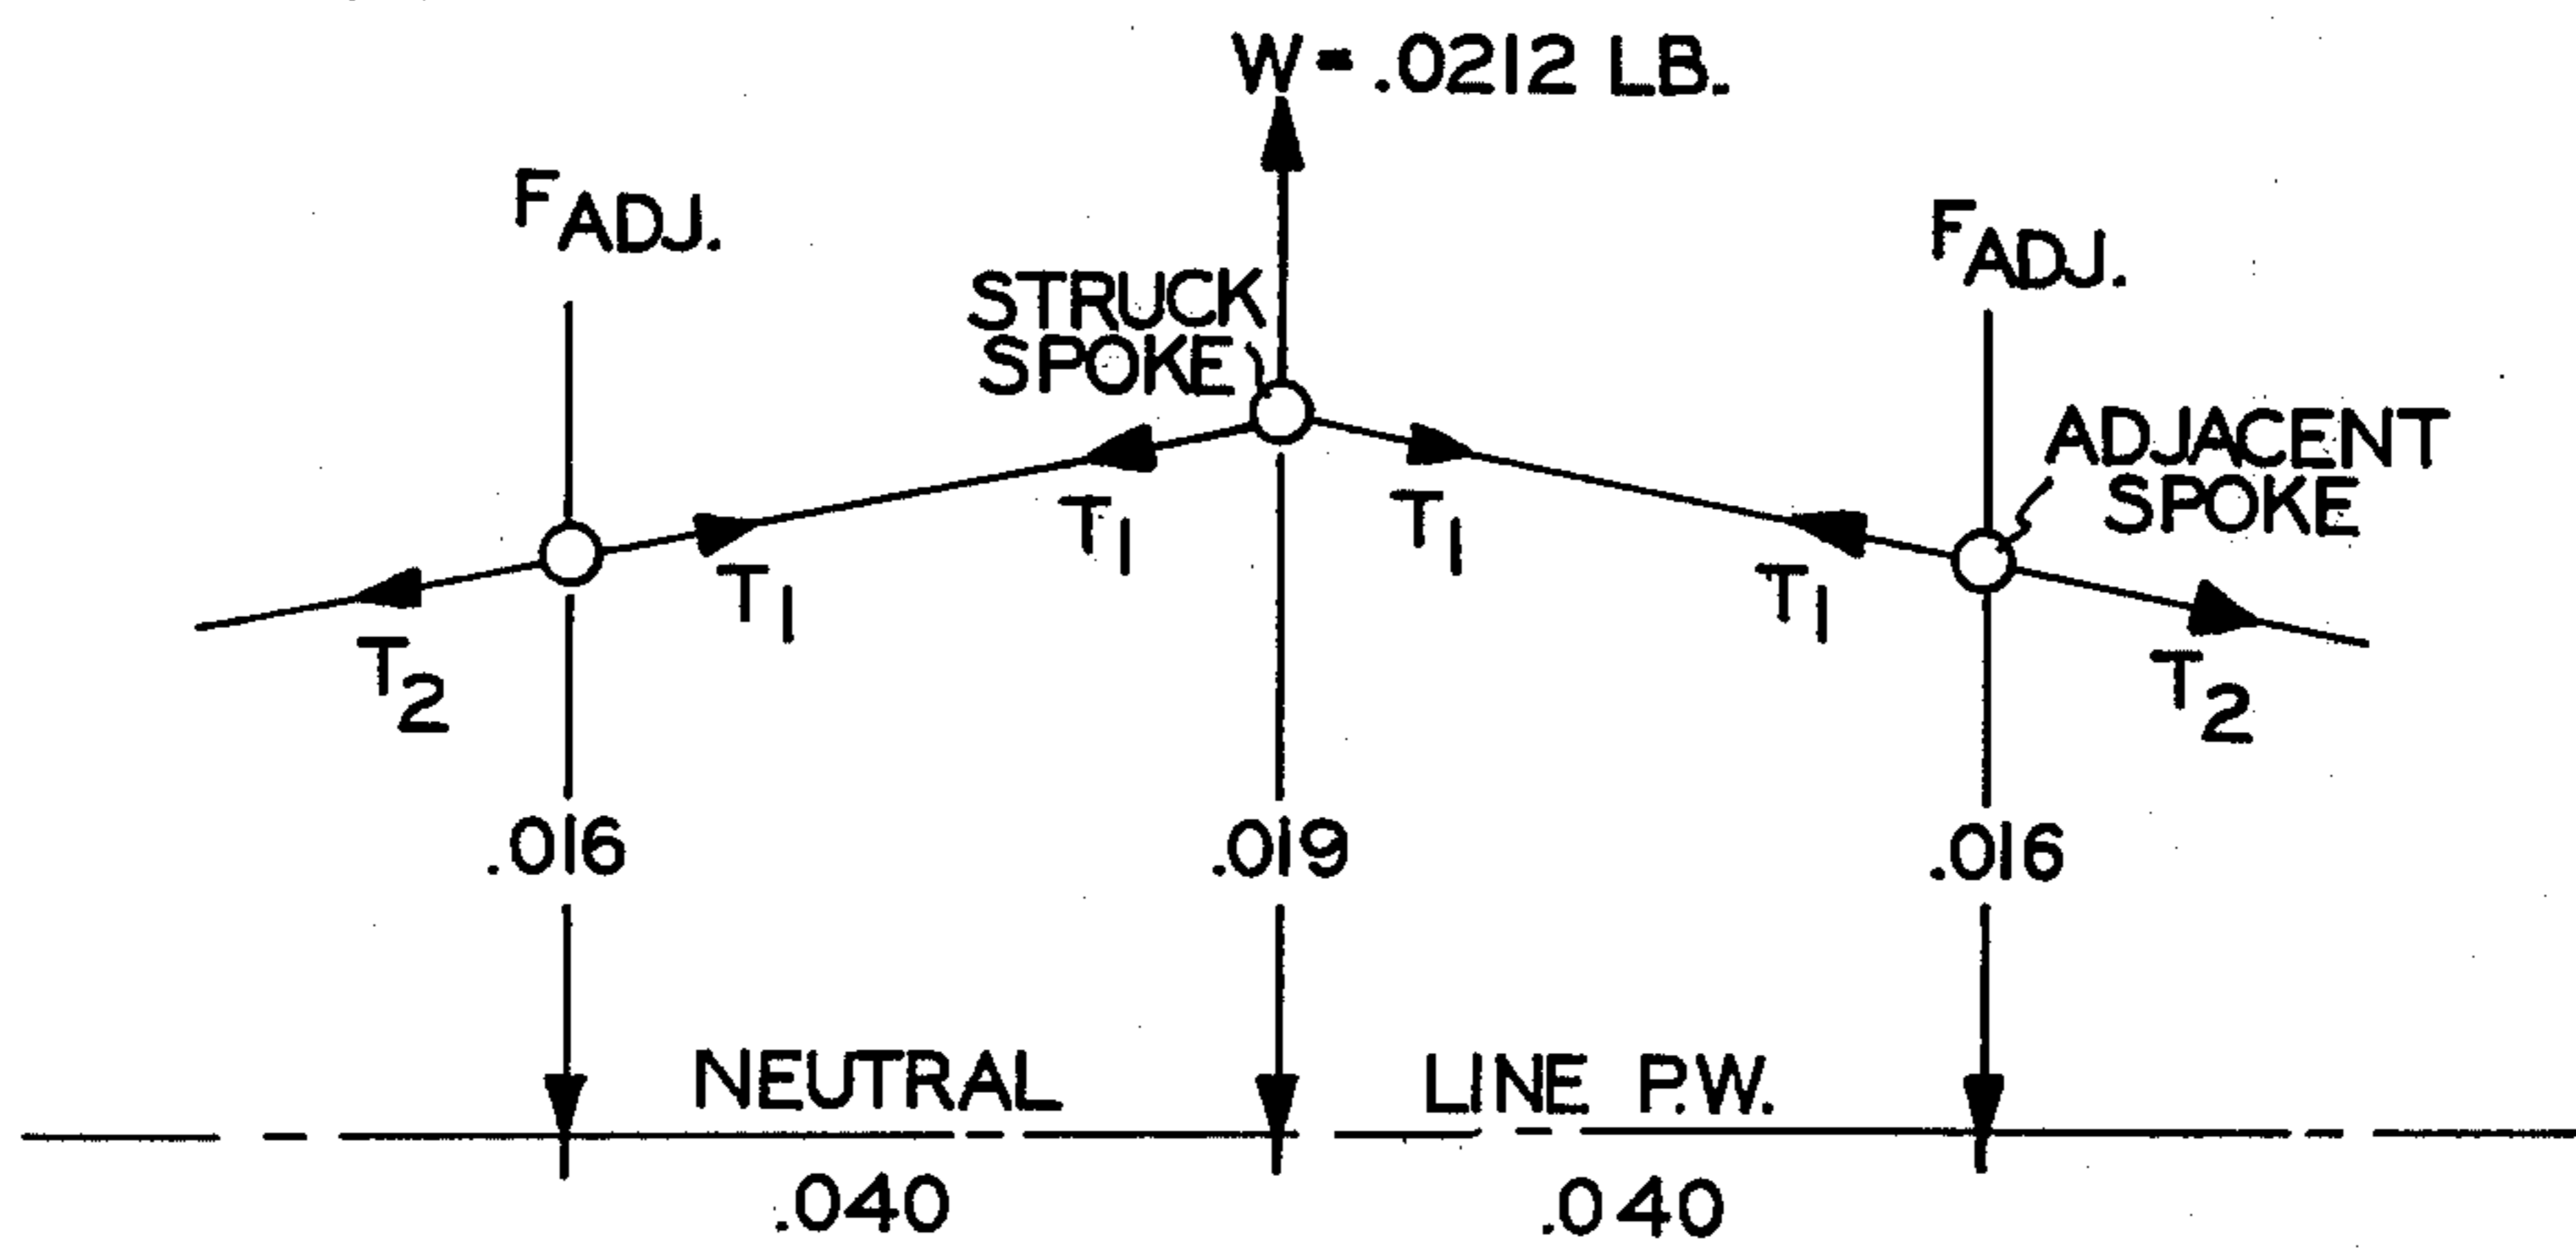 W = .0212 LB.
FADJ.
FADJ.
STRUCK
SPOKE
ADJACENT
SPOKE
T1
T1
T1
T1
T2
T2
.016
.019
.016
NEUTRAL LINE P.W.
.040
.040